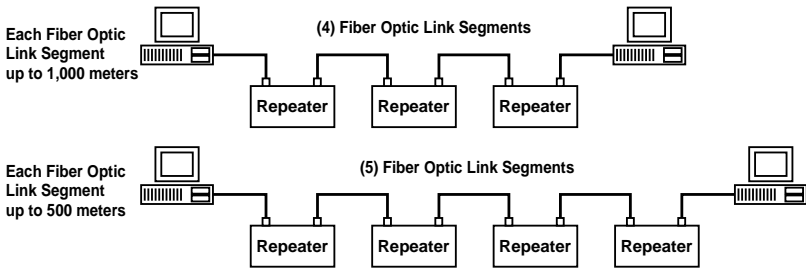 Each Fiber Optic
Link Segment
up to 1,000 meters
(4) Fiber Optic Link Segments
Repeater
Repeater
Repeater
Each Fiber Optic
Link Segment
up to 500 meters
(5) Fiber Optic Link Segments
Repeater
Repeater
Repeater
Repeater